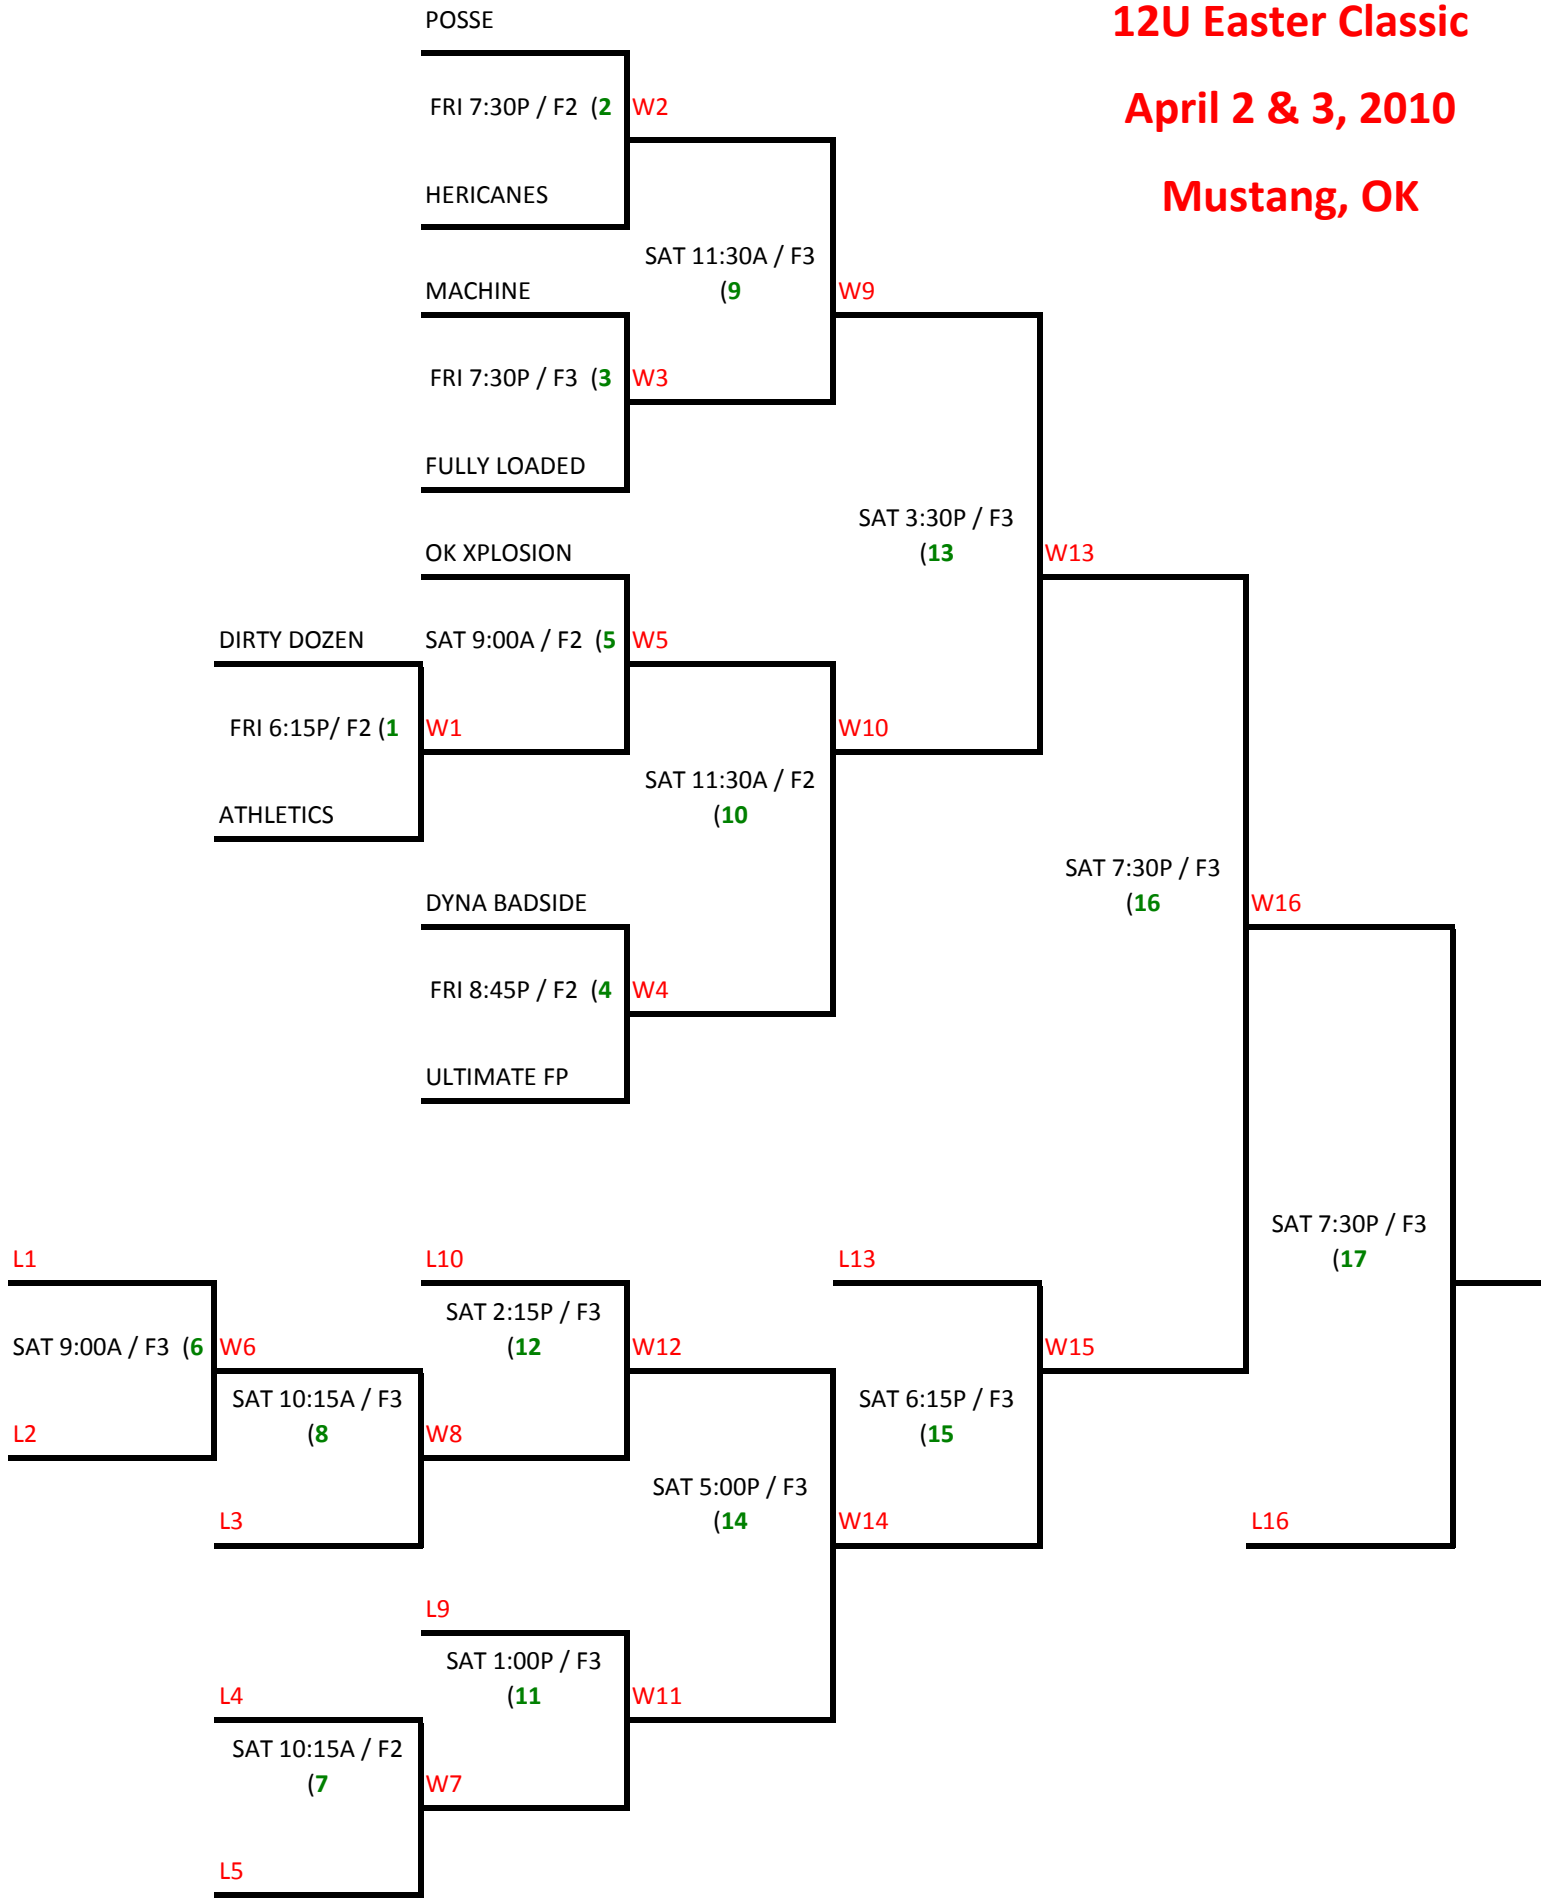 POSSE
12U Easter Classic
FRI 7:30P / F2 (2 W2
April 2 & 3, 2010
HERICANES
Mustang, OK
SAT 11:30A / F3
MACHINE
(9
W9
FRI 7:30P / F3 (3 W3
FULLY LOADED
SAT 3:30P / F3
OK XPLOSION
(13
W13
DIRTY DOZEN
SAT 9:00A / F2 (5 W5
FRI 6:15P/ F2 (1 W1
W10
SAT 11:30A / F2
(10
ATHLETICS
SAT 7:30P / F3
(16
W16
DYNA BADSIDE
FRI 8:45P / F2 (4 W4
ULTIMATE FP
SAT 7:30P / F3
(17
L1
L10
L13
SAT 2:15P / F3
(12
SAT 9:00A / F3 (6 W6
W12
W15
SAT 10:15A / F3
(8
SAT 6:15P / F3
(15
L2
W8
SAT 5:00P / F3
(14
L3
W14
L16
L9
SAT 1:00P / F3
(11
L4
W11
SAT 10:15A / F2
(7
W7
L5